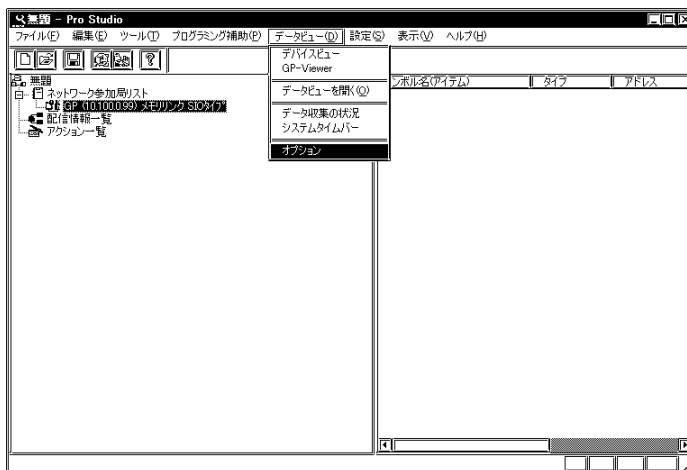 無題 - Pro Studio
ファイル(F) 編集(E) ツール(T) プログラミング補助(P) データビュー(D) 設定(S) 表示(V) ヘルプ(H)
デバイスビュー
GP-Viewer
データビューを開く(O)
データ収集の状況
システムタイムバー
オプション
無題
ネットワーク参加局リスト
GP (10.100.0.99) メモリリンク SIOタイプ
配信情報一覧
アクション一覧
ンボル名(アイテム) タイプ アドレス